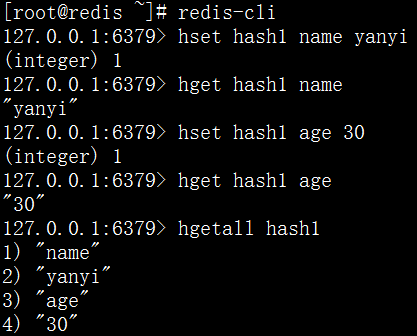 [root@redis ~]# redis-cli
127.0.0.1:6379> hset hash1 name yanyi
(integer) 1
127.0.0.1:6379> hget hash1 name
"yanyi"
127.0.0.1:6379> hset hash1 age 30
(integer) 1
127.0.0.1:6379> hget hash1 age
"30"
127.0.0.1:6379> hgetall hash1
1) "name"
2) "yanyi"
3) "age"
4) "30"